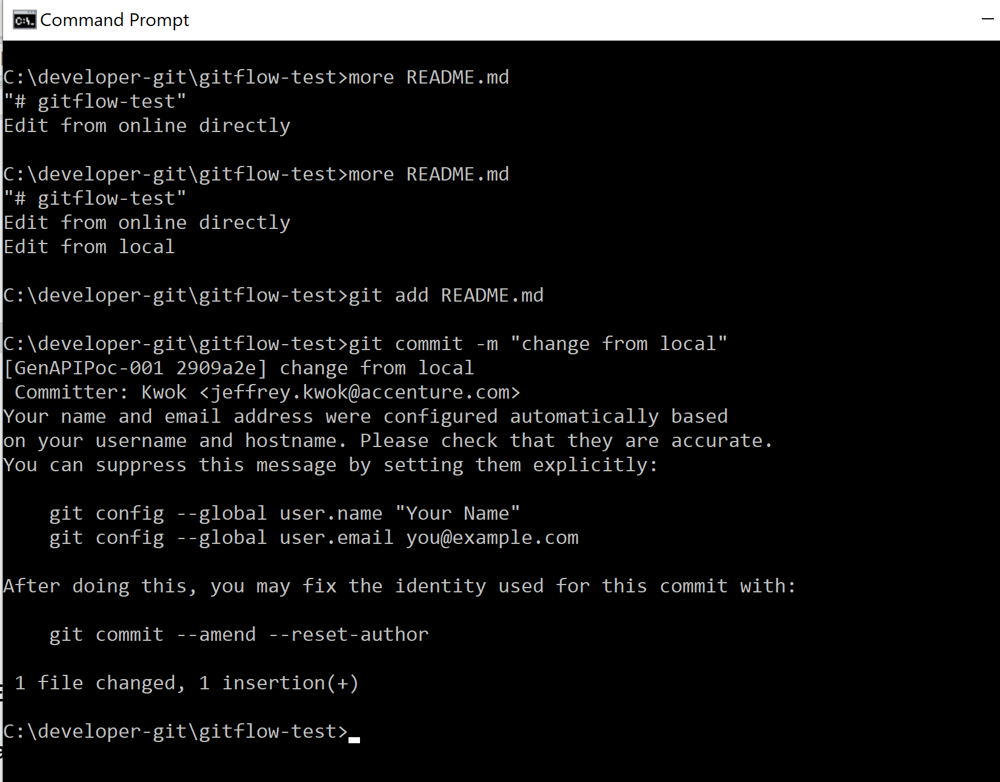 Command Prompt
C:\developer-git\gitflow-test>more README.md
"# gitflow-test"
Edit from online directly
C:\developer-git\gitflow-test>more README.md
"# gitflow-test"
Edit from online directly
Edit from local
C:\developer-git\gitflow-test>git add README.md
C:\developer-git\gitflow-test>git commit -m "change from local"
[GenAPIPoc-001 2909a2e] change from local
 Committer: Kwok <jeffrey.kwok@accenture.com>
Your name and email address were configured automatically based
on your username and hostname. Please check that they are accurate.
You can suppress this message by setting them explicitly:
    git config --global user.name "Your Name"
    git config --global user.email you@example.com
After doing this, you may fix the identity used for this commit with:
    git commit --amend --reset-author
 1 file changed, 1 insertion(+)
C:\developer-git\gitflow-test>